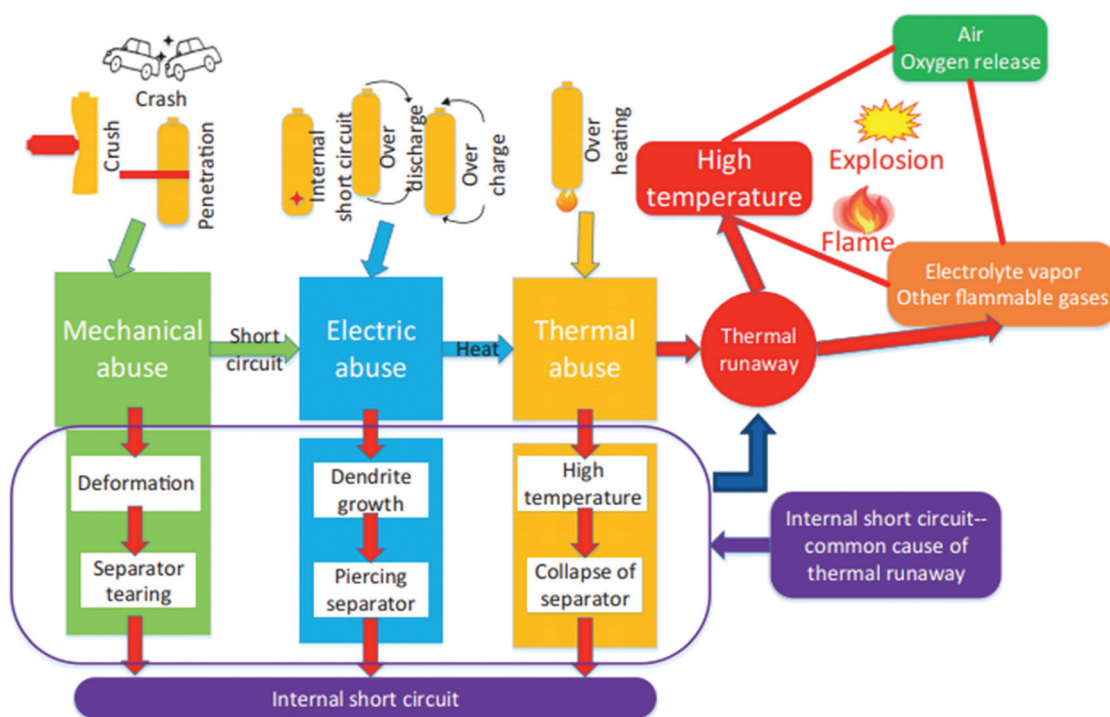 Crash
Crush
Penetration
Internal
short circuit
Over
discharge
Over
charge
Over
heating
Air
Oxygen release
High
temperature
Explosion
Flame
Electrolyte vapor
Other flammable gases
Mechanical
abuse
Short
circuit
Electric
abuse
Heat
Thermal
abuse
Thermal
runaway
Deformation
Separator
tearing
Dendrite
growth
Piercing
separator
High
temperature
Collapse of
separator
Internal short circuit--
common cause of
thermal runaway
Internal short circuit